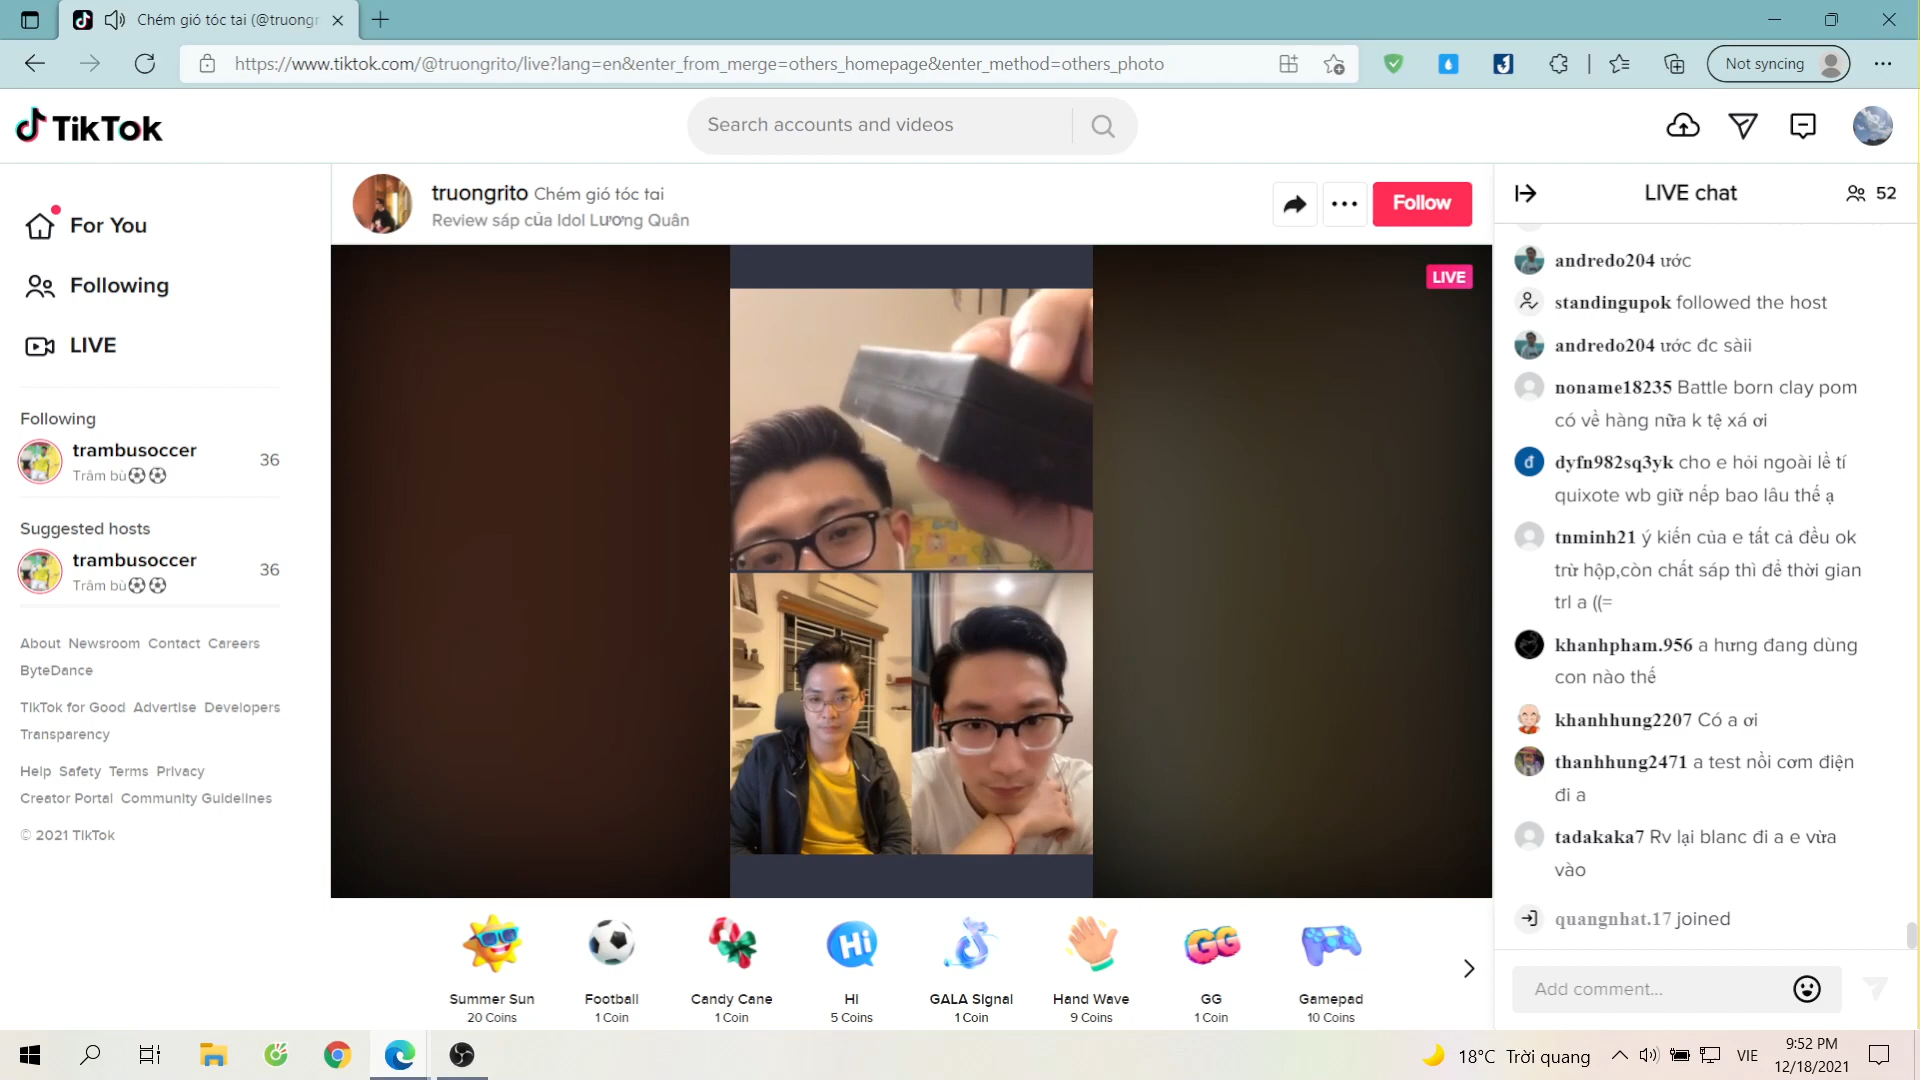 Chém gió tóc tai (@truongr
https://www.tiktok.com/@truongrito/live?lang=en&enter_from_merge=others_homepage&enter_method=others_photo
Not syncing
TikTok
Search accounts and videos
For You
Following
LIVE
Following
trambusoccer
36
Trâm bù⚽⚽
Suggested hosts
trambusoccer
36
Trâm bù⚽⚽
About Newsroom Contact Careers
ByteDance
TikTok for Good Advertise Developers
Transparency
Help Safety Terms Privacy
Creator Portal Community Guidelines
© 2021 TikTok
truongrito Chém gió tóc tai
Review sáp của Idol Lương Quân
Follow
LIVE
Summer Sun
20 Coins
Football
1 Coin
Candy Cane
1 Coin
Hi
Hi
5 Coins
GALA Signal
1 Coin
Hand Wave
9 Coins
GG
GG
1 Coin
Gamepad
10 Coins
LIVE chat
52
andredo204 ước
standingupok followed the host
andredo204 ước đc sàii
noname18235 Battle born clay pom
có về hàng nữa k tệ xá ơi
đ
dyfn982sq3yk cho e hỏi ngoài lề tí
quixote wb giữ nếp bao lâu thế ạ
tnminh21 ý kiến của e tất cả đều ok
trừ hộp,còn chất sáp thì để thời gian
trl a ((=
khanhpham.956 a hưng đang dùng
con nào thế
khanhhung2207 Có a ơi
thanhhung2471 a test nồi cơm điện
đi a
tadakaka7 Rv lại blanc đi a e vừa
vào
quangnhat.17 joined
Add comment...
18°C Trời quang
VIE
9:52 PM
12/18/2021